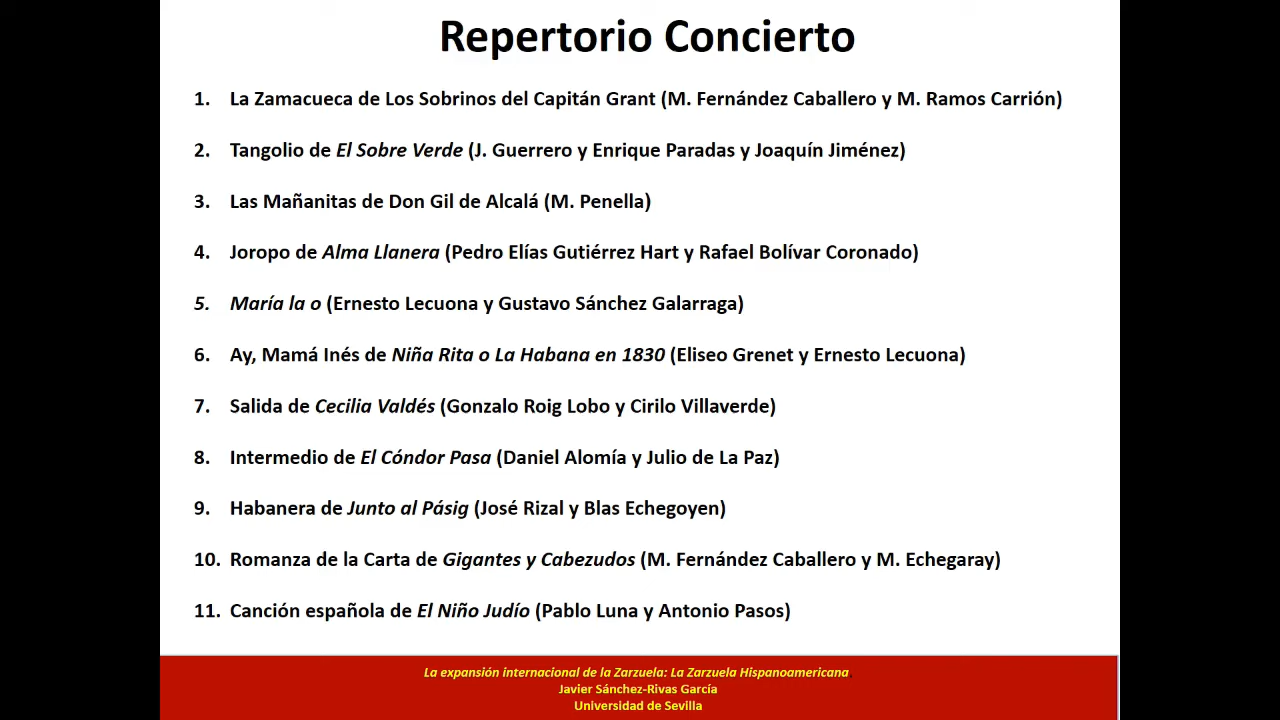 Repertorio Concierto
1. La Zamacueca de Los Sobrinos del Capitán Grant (M. Fernández Caballero y M. Ramos Carrión)
2. Tangolio de El Sobre Verde (J. Guerrero y Enrique Paradas y Joaquín Jiménez)
3. Las Mañanitas de Don Gil de Alcalá (M. Penella)
4. Joropo de Alma Llanera (Pedro Elías Gutiérrez Hart y Rafael Bolívar Coronado)
5. María la o (Ernesto Lecuona y Gustavo Sánchez Galarraga)
6. Ay, Mamá Inés de Niña Rita o La Habana en 1830 (Eliseo Grenet y Ernesto Lecuona)
7. Salida de Cecilia Valdés (Gonzalo Roig Lobo y Cirilo Villaverde)
8. Intermedio de El Cóndor Pasa (Daniel Alomía y Julio de La Paz)
9. Habanera de Junto al Pásig (José Rizal y Blas Echegoyen)
10. Romanza de la Carta de Gigantes y Cabezudos (M. Fernández Caballero y M. Echegaray)
11. Canción española de El Niño Judío (Pablo Luna y Antonio Pasos)
La expansión internacional de la Zarzuela: La Zarzuela Hispanoamericana
Javier Sánchez-Rivas García
Universidad de Sevilla